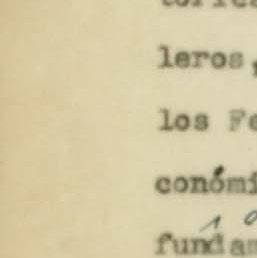 leros,
los Fe
conómi
fundam